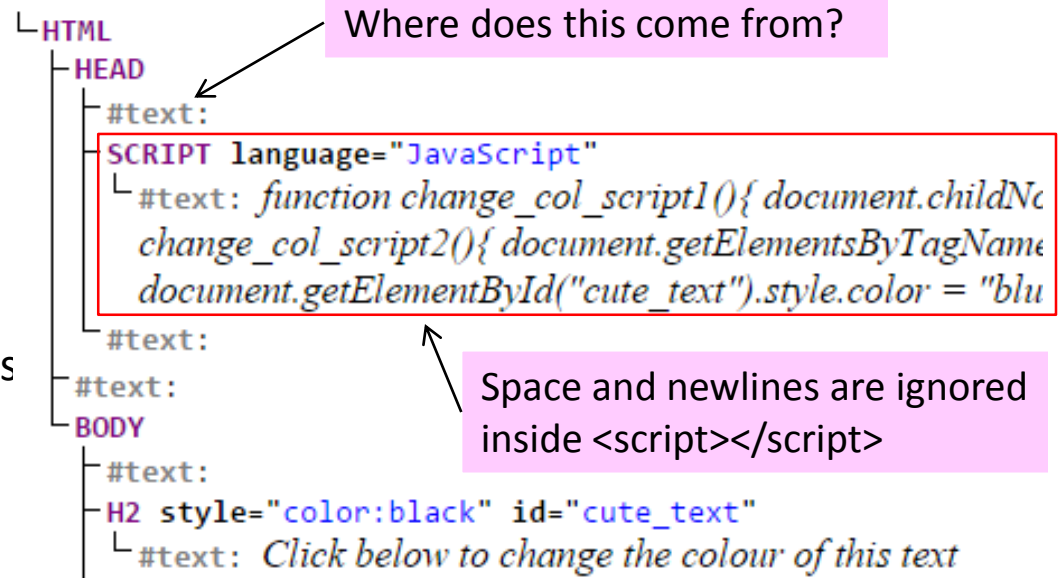 Where does this come from?
HTML
HEAD
#text:
SCRIPT language="JavaScript"
#text: function change_col_script1(){ document.childNo
change_col_script2(){ document.getElementsByTagName
document.getElementById("cute_text").style.color = "blu
#text:
s
#text:
Space and newlines are ignored
inside <script></script>
BODY
#text:
H2 style="color:black" id="cute_text"
#text: Click below to change the colour of this text